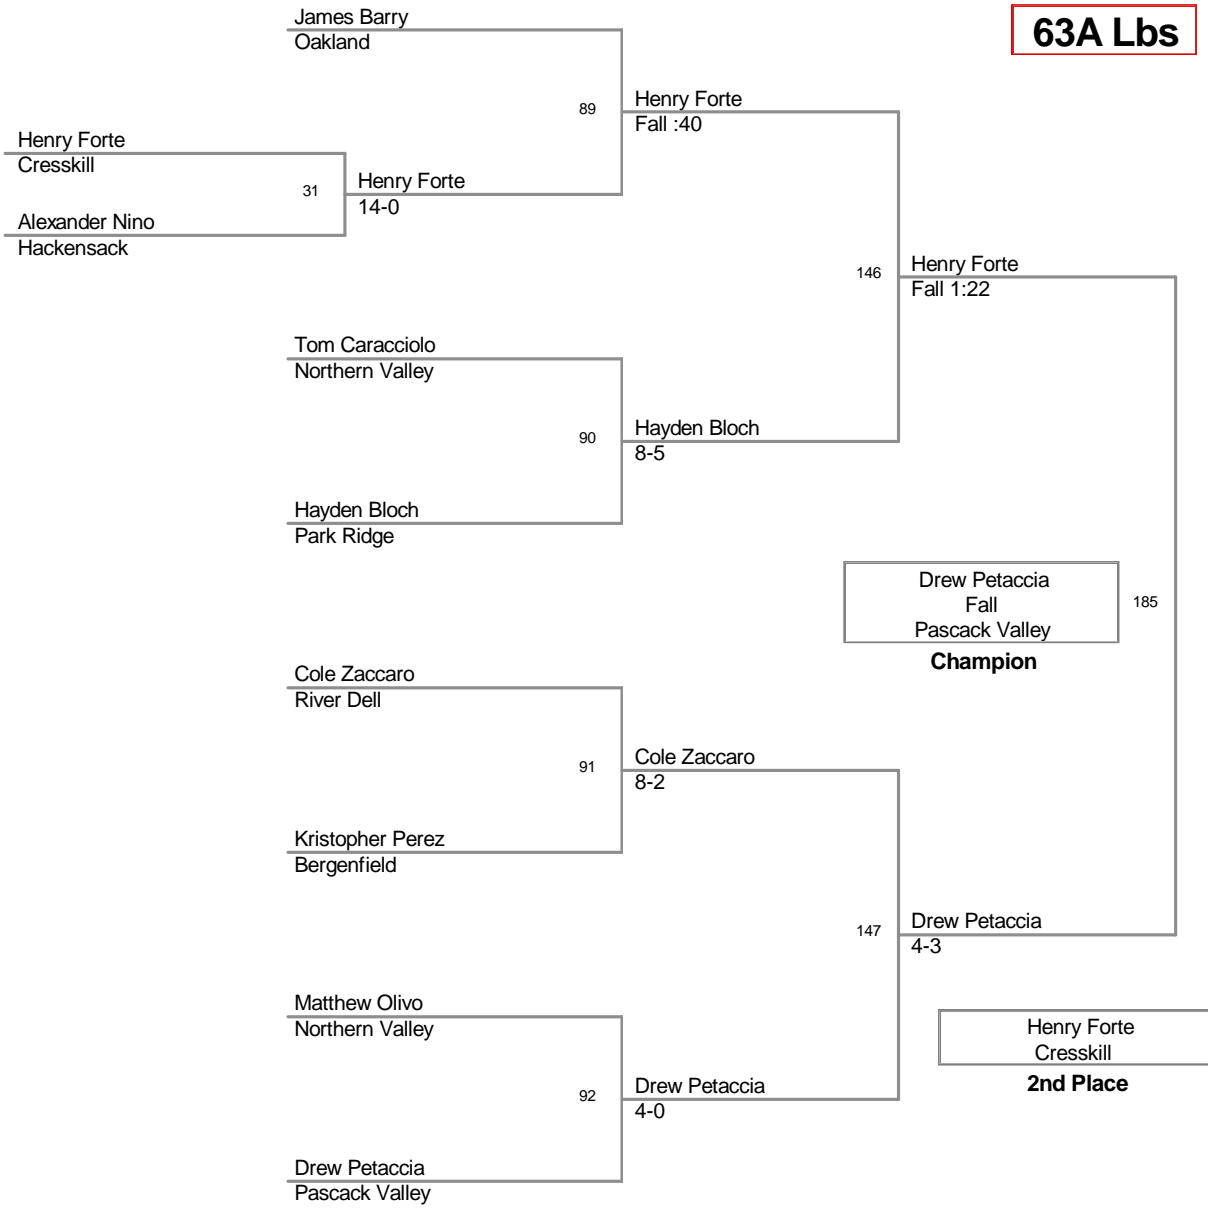 James Barry
Oakland
63A Lbs
89
Henry Forte
Fall :40
Henry Forte
Cresskill
31
Henry Forte
14-0
Alexander Nino
Hackensack
146
Henry Forte
Fall 1:22
Tom Caracciolo
Northern Valley
90
Hayden Bloch
8-5
Hayden Bloch
Park Ridge
Drew Petaccia
Fall
Pascack Valley
185
Champion
Cole Zaccaro
River Dell
91
Cole Zaccaro
8-2
Kristopher Perez
Bergenfield
147
Drew Petaccia
4-3
Matthew Olivo
Northern Valley
Henry Forte
Cresskill
2nd Place
92
Drew Petaccia
4-0
Drew Petaccia
Pascack Valley